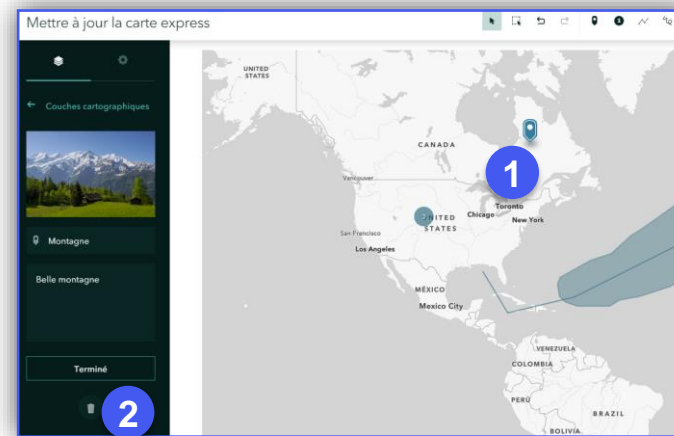 Mettre à jour la carte express
Couches cartographiques
Montagne
Belle montagne
Terminé
2
1
UNITED
STATES
CANADA
Vancouver
Toronto
Chicago
New York
UNITED
STATES
San Francisco
Los Angeles
MÉXICO
Mexico City
VENEZUELA
COLOMBIA
PERÚ
BRAZIL
BOLIVIA